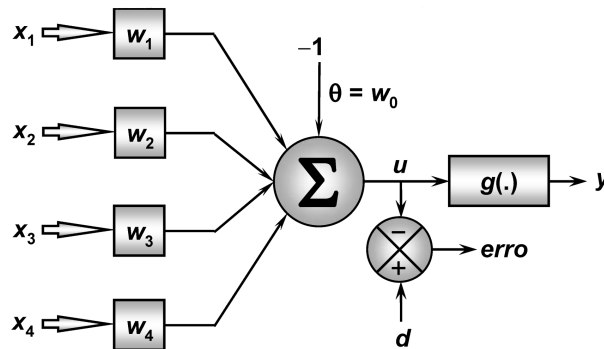 x1
w1
−1
θ = w0
x2
w2
Σ
u
g(.)
y
x3
w3
−
+
erro
d
x4
w4